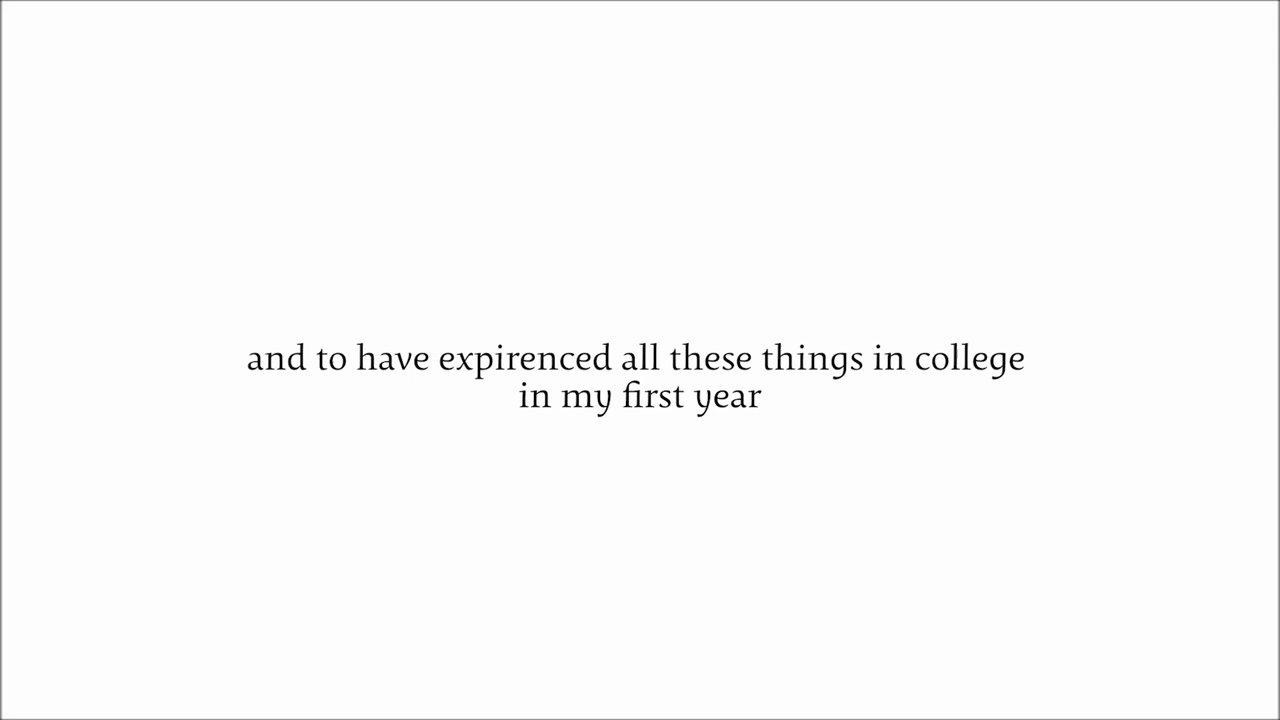 and to have expirenced all these things in college
in my first year